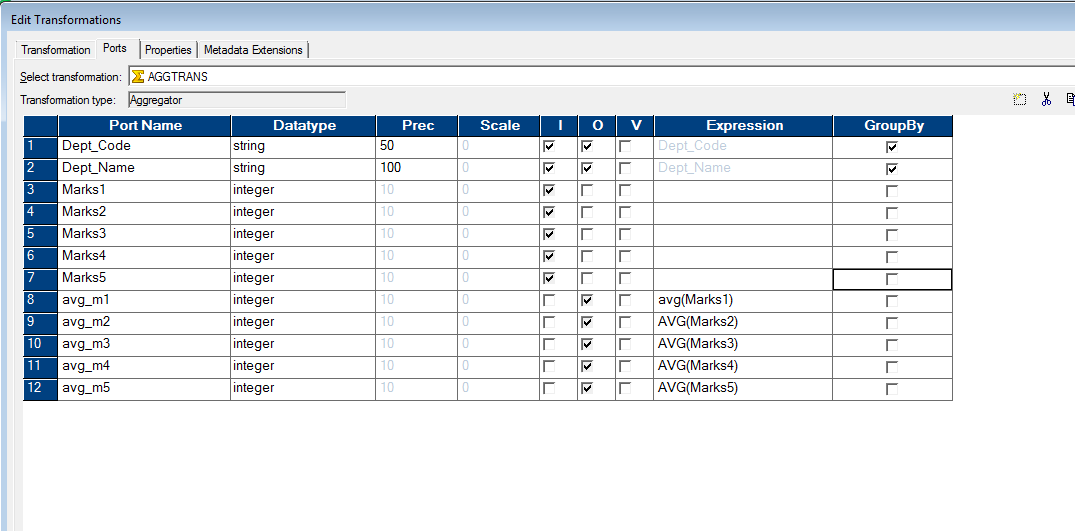 Edit Transformations
Transformation Ports Properties Metadata Extensions
Select transformation: AGGTRANS
Transformation type: Aggregator
Port Name Datatype Prec Scale I O V Expression GroupBy
1 Dept_Code string 50 0 Dept_Code
2 Dept_Name string 100 0 Dept_Name
3 Marks1 integer 10 0
4 Marks2 integer 10 0
5 Marks3 integer 10 0
6 Marks4 integer 10 0
7 Marks5 integer 10 0
8 avg_m1 integer 10 0 avg(Marks1)
9 avg_m2 integer 10 0 AVG(Marks2)
10 avg_m3 integer 10 0 AVG(Marks3)
11 avg_m4 integer 10 0 AVG(Marks4)
12 avg_m5 integer 10 0 AVG(Marks5)